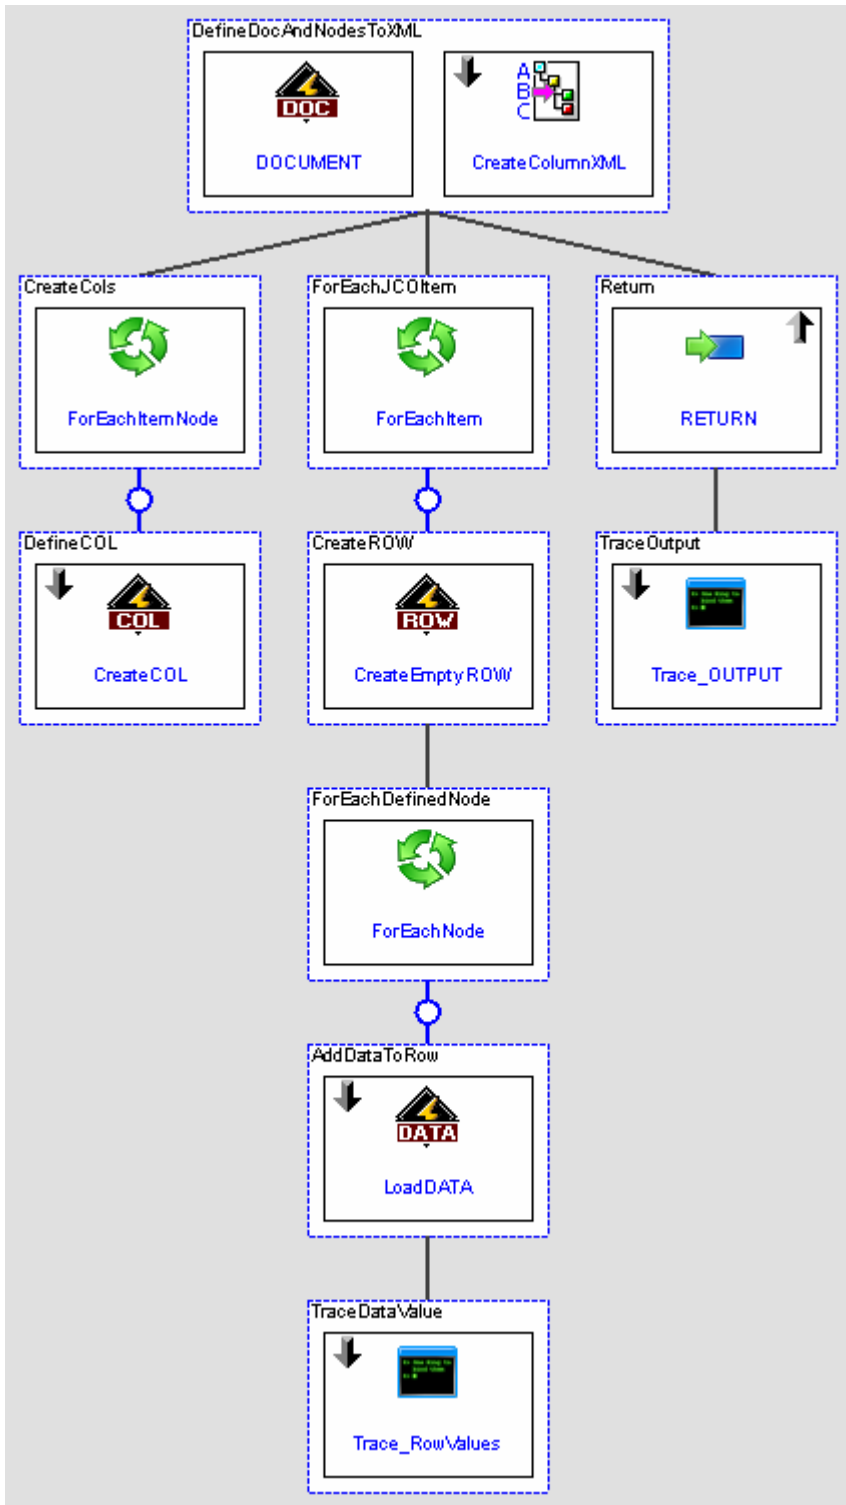 DefineDocAndNodesToXML
DOC
DOCUMENT
A
B
C
CreateColumnXML
CreateCols
ForEachItemNode
ForEachJCOItem
ForEachItem
Return
RETURN
DefineCOL
COL
CreateCOL
CreateROW
ROW
CreateEmptyROW
TraceOutput
Trace_OUTPUT
ForEachDefinedNode
ForEachNode
AddDataToRow
DATA
LoadDATA
TraceDataValue
Trace_RowValues